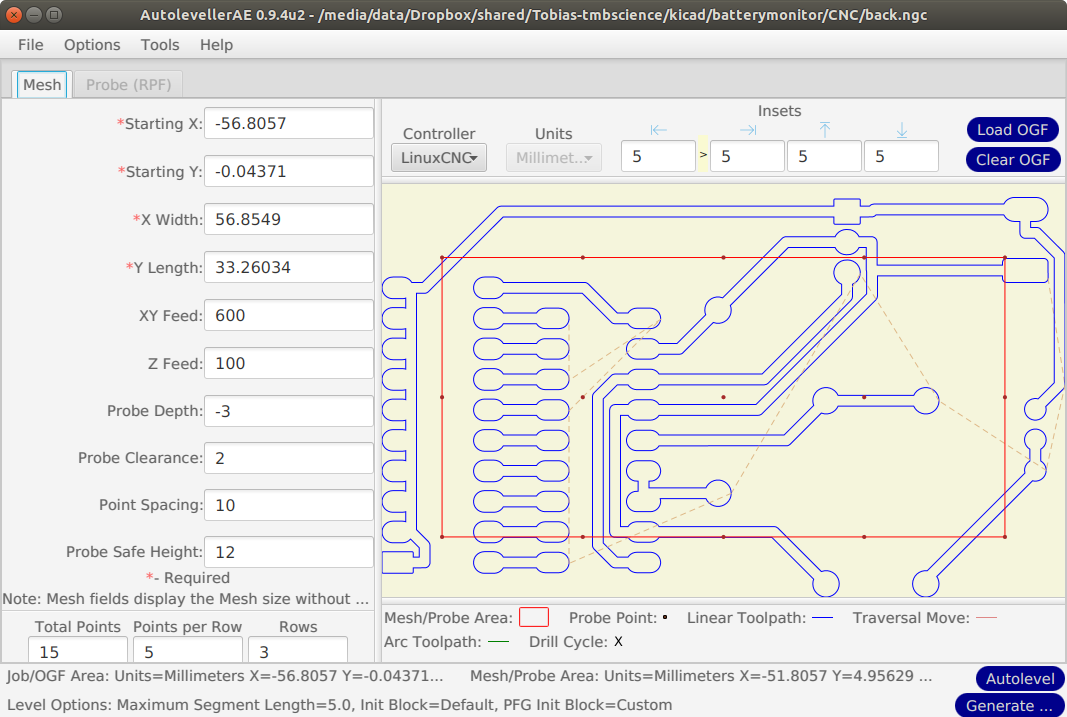 AutolevellerAE 0.9.4u2 - /media/data/Dropbox/shared/Tobias-tmbscience/kicad/batterymonitor/CNC/back.ngc
File Options Tools Help
Mesh Probe (RPF)
*Starting X: -56.8057
*Starting Y: -0.04371
*X Width: 56.8549
*Y Length: 33.26034
XY Feed: 600
Z Feed: 100
Probe Depth: -3
Probe Clearance: 2
Point Spacing: 10
Probe Safe Height: 12
*- Required
Note: Mesh fields display the Mesh size without ...
Total Points Points per Row Rows
15 5 3
Controller Units Insets
LinuxCNC Millimet... 5 > 5 5 5
Load OGF
Clear OGF
Mesh/Probe Area: Probe Point: Linear Toolpath: Traversal Move:
Arc Toolpath: Drill Cycle: X
Job/OGF Area: Units=Millimeters X=-56.8057 Y=-0.04371... Mesh/Probe Area: Units=Millimeters X=-51.8057 Y=4.95629 ... Autolevel
Level Options: Maximum Segment Length=5.0, Init Block=Default, PFG Init Block=Custom Generate ...